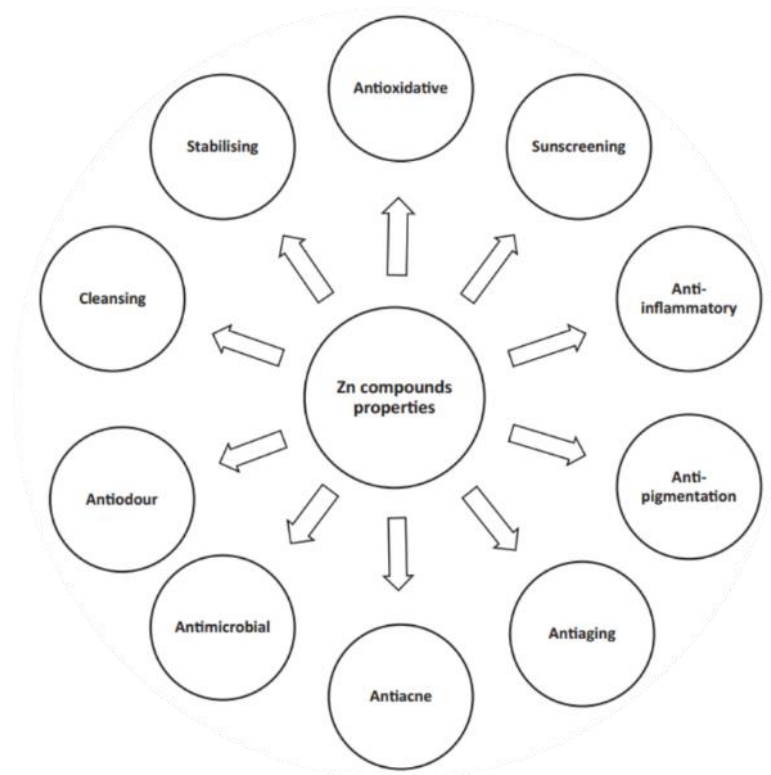 Antioxidative
Stabilising
Sunscreening
Cleansing
Anti-
inflammatory
Zn compounds
properties
Antiodour
Anti-
pigmentation
Antimicrobial
Antiaging
Antiacne